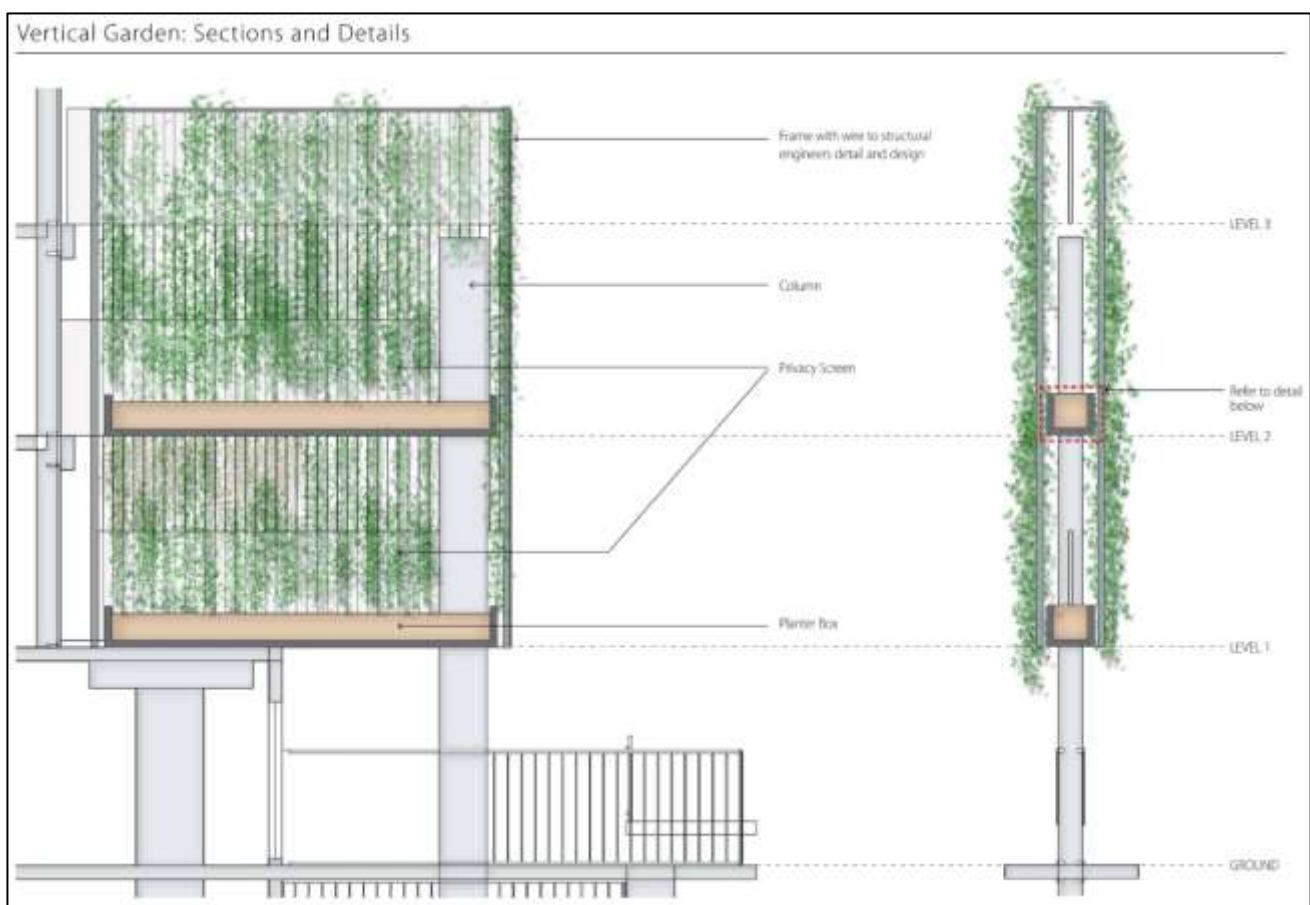 Vertical Garden: Sections and Details
Frame with wire to structural
engineers detail and design
LEVEL 3
Column
Privacy Screen
Refer to detail
below
LEVEL 2
Planter Box
LEVEL 1
GROUND